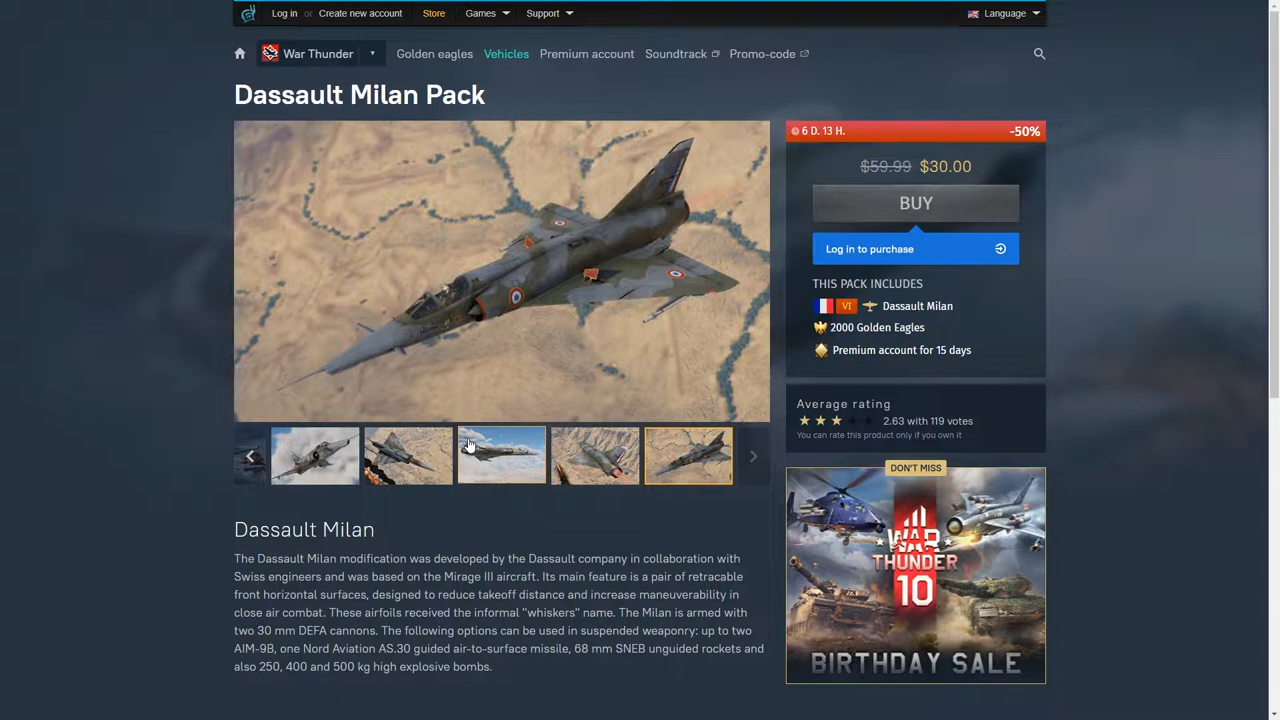 Log in or Create new account Store Games Support Language
War Thunder Golden eagles Vehicles Premium account Soundtrack Promo-code
Dassault Milan Pack
6 D. 13 H. -50%
$59.99 $30.00
BUY
Log in to purchase
THIS PACK INCLUDES
VI Dassault Milan
2000 Golden Eagles
Premium account for 15 days
Average rating
2.63 with 119 votes
You can rate this product only if you own it
DON'T MISS
WAR
THUNDER
10
BIRTHDAY SALE
Dassault Milan
The Dassault Milan modification was developed by the Dassault company in collaboration with
Swiss engineers and was based on the Mirage III aircraft. Its main feature is a pair of retracable
front horizontal surfaces, designed to reduce takeoff distance and increase maneuverability in
close air combat. These airfoils received the informal "whiskers" name. The Milan is armed with
two 30 mm DEFA cannons. The following options can be used in suspended weaponry: up to two
AIM-9B, one Nord Aviation AS.30 guided air-to-surface missile, 68 mm SNEB unguided rockets and
also 250, 400 and 500 kg high explosive bombs.